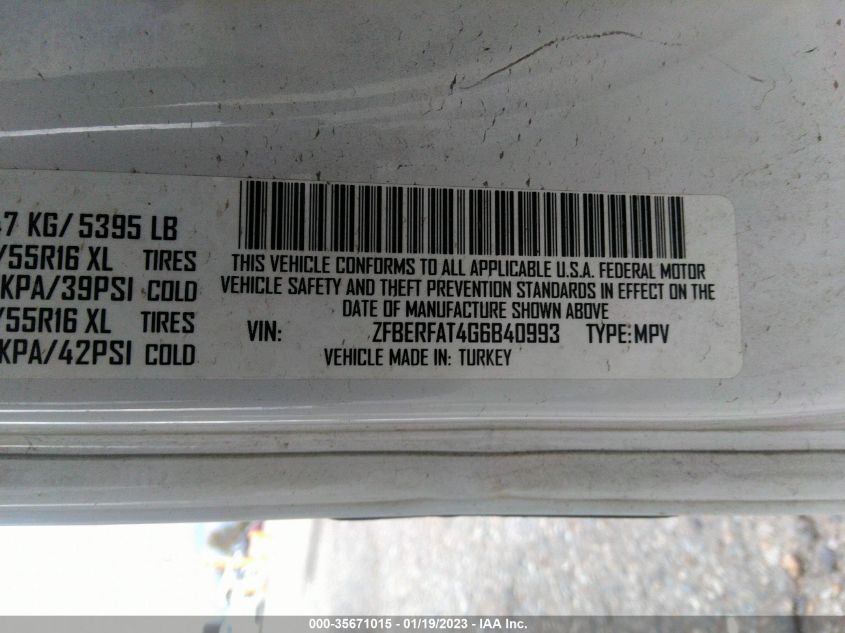 47 KG/ 5395 LB
/55R16 XL TIRES
KPA/39PSI COLD
/55R16 XL TIRES
KPA/42PSI COLD
THIS VEHICLE CONFORMS TO ALL APPLICABLE U.S.A. FEDERAL MOTOR
VEHICLE SAFETY AND THEFT PREVENTION STANDARDS IN EFFECT ON THE
DATE OF MANUFACTURE SHOWN ABOVE
VIN: ZFBERFAT4G6B40993 TYPE:MPV
VEHICLE MADE IN: TURKEY
000-35671015 - 01/19/2023 - IAA Inc.